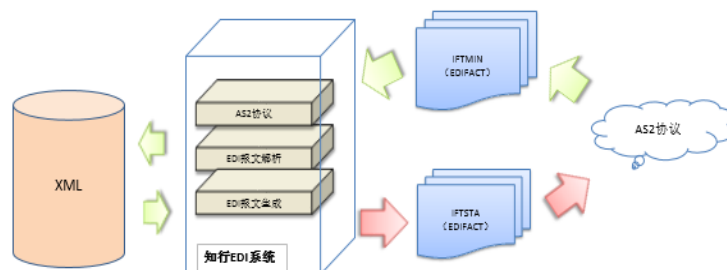 IFTMIN
（EDIFACT）
AS2协议
AS2协议
EDI报文解析
XML
EDI报文生成
IFTSTA
（EDIFACT）
知行EDI系统